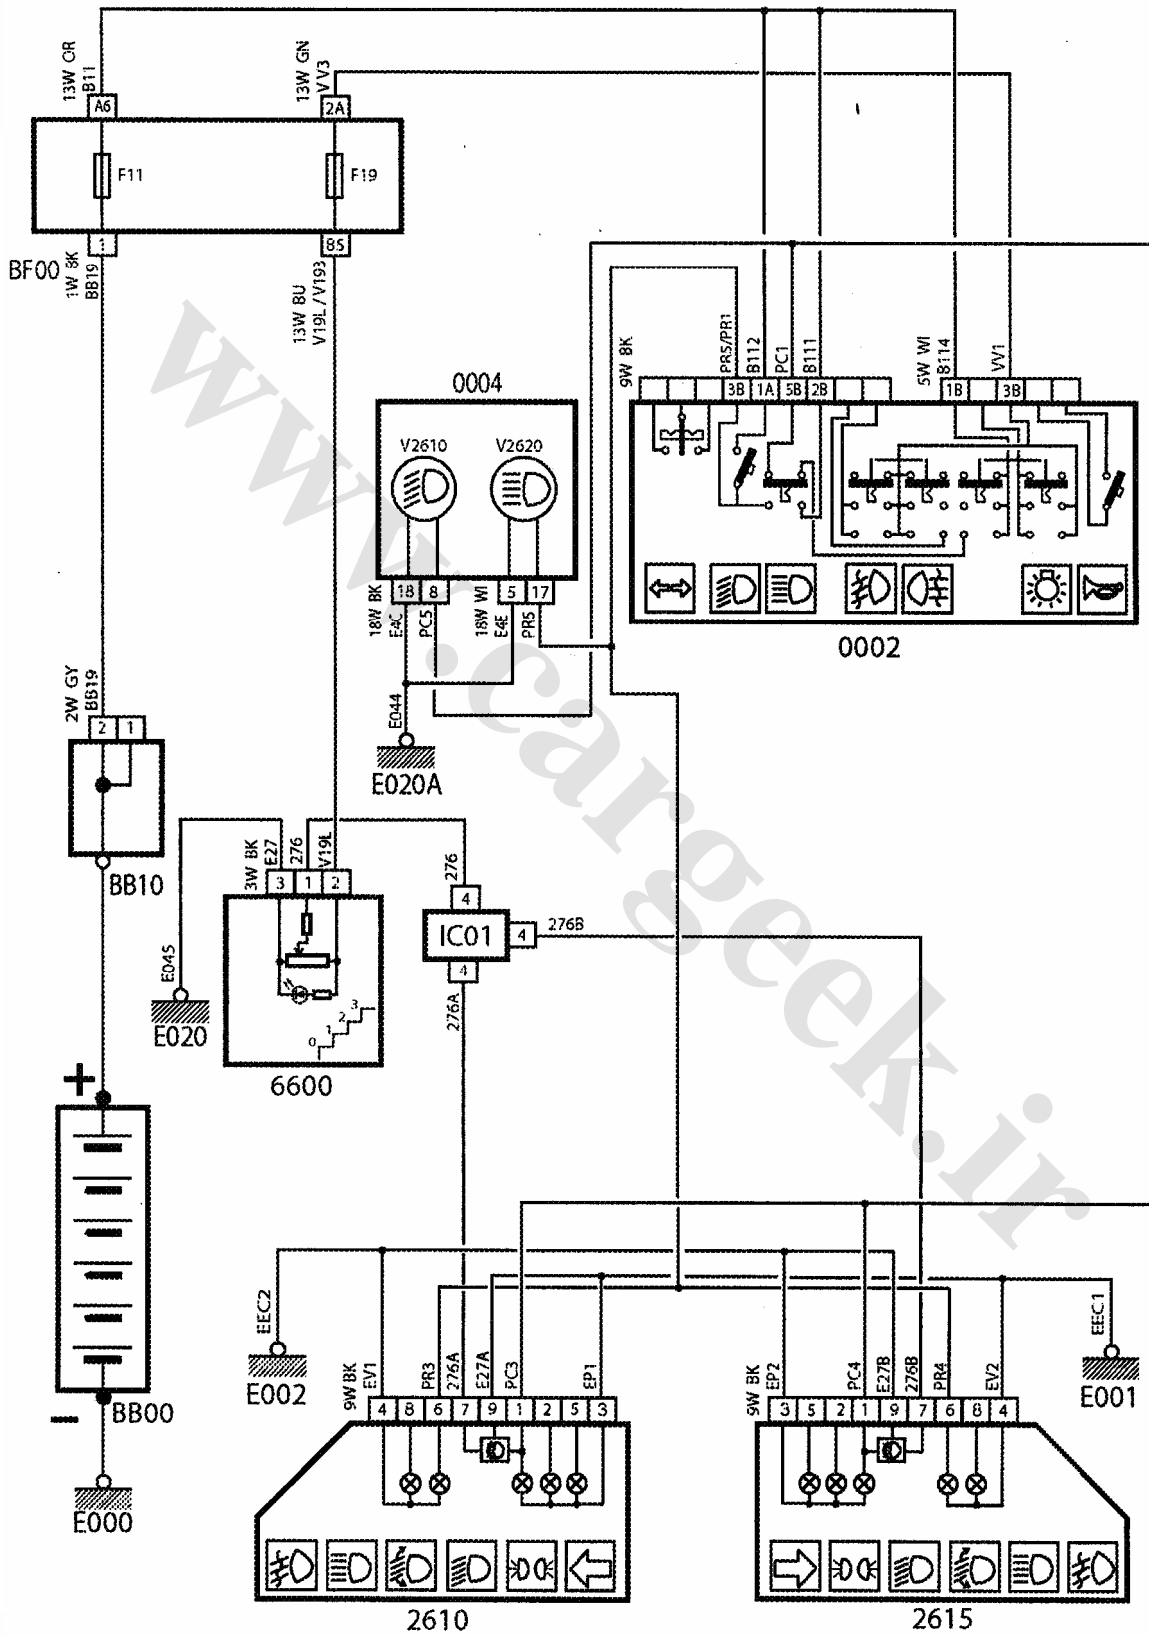 13W OR
B11
13W GN
VV3
A6
2A
F11
F19
1
B5
BF00
1W BK
BB19
13W BU
V19L/V193
9W BK
PR5/PR1
B112
PC1
B111
5W WI
B114
VV1
3B
1A
5B
2B
1B
3B
0004
V2610
V2620
18
8
5
17
18W BK
E4C
PC5
18W WI
E4E
PR5
0002
E044
E020A
2W GY
BB19
2
1
BB10
3W BK
E27
276
V19L
3
1
2
276
4
IC01
4
276B
4
276A
E045
E020
0
1
2
3
6600
+
-
BB00
E000
EEC2
E002
EEC1
E001
9W BK
EV1
PR3
276A
E27A
PC3
EP1
4
8
6
7
9
1
2
5
3
9W BK
EP2
PC4
E27B
276B
PR4
EV2
3
5
2
1
9
7
6
8
4
2610
2615
www.cargeek.ir